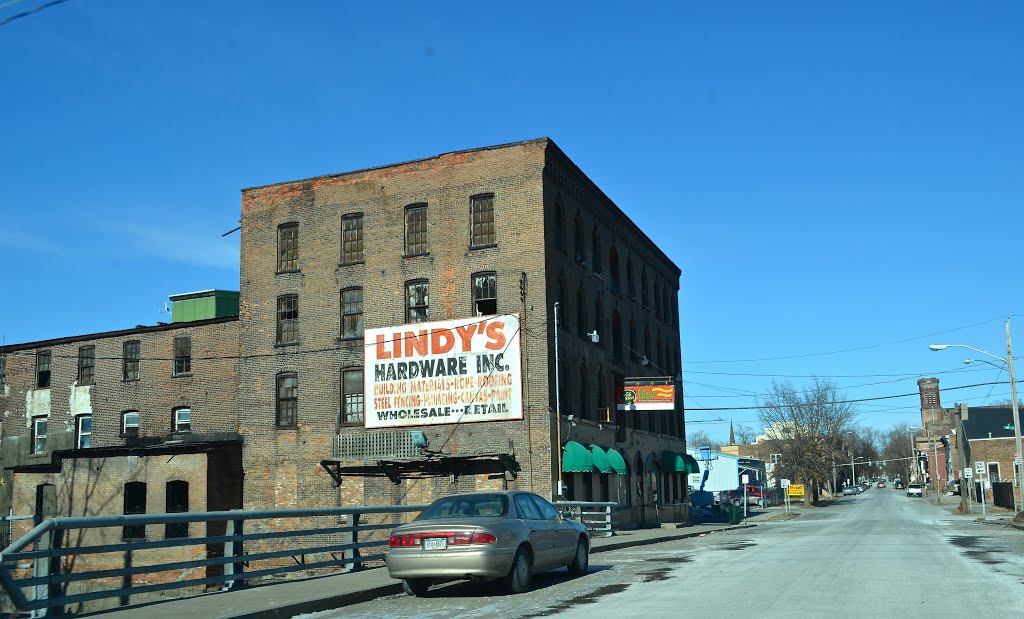 LINDY'S
HARDWARE INC.
BUILDING MATERIALS-ROPE-ROOFING
STEEL FENCING-PLUMBING-CANVAS-PAINT
WHOLESALE···RETAIL